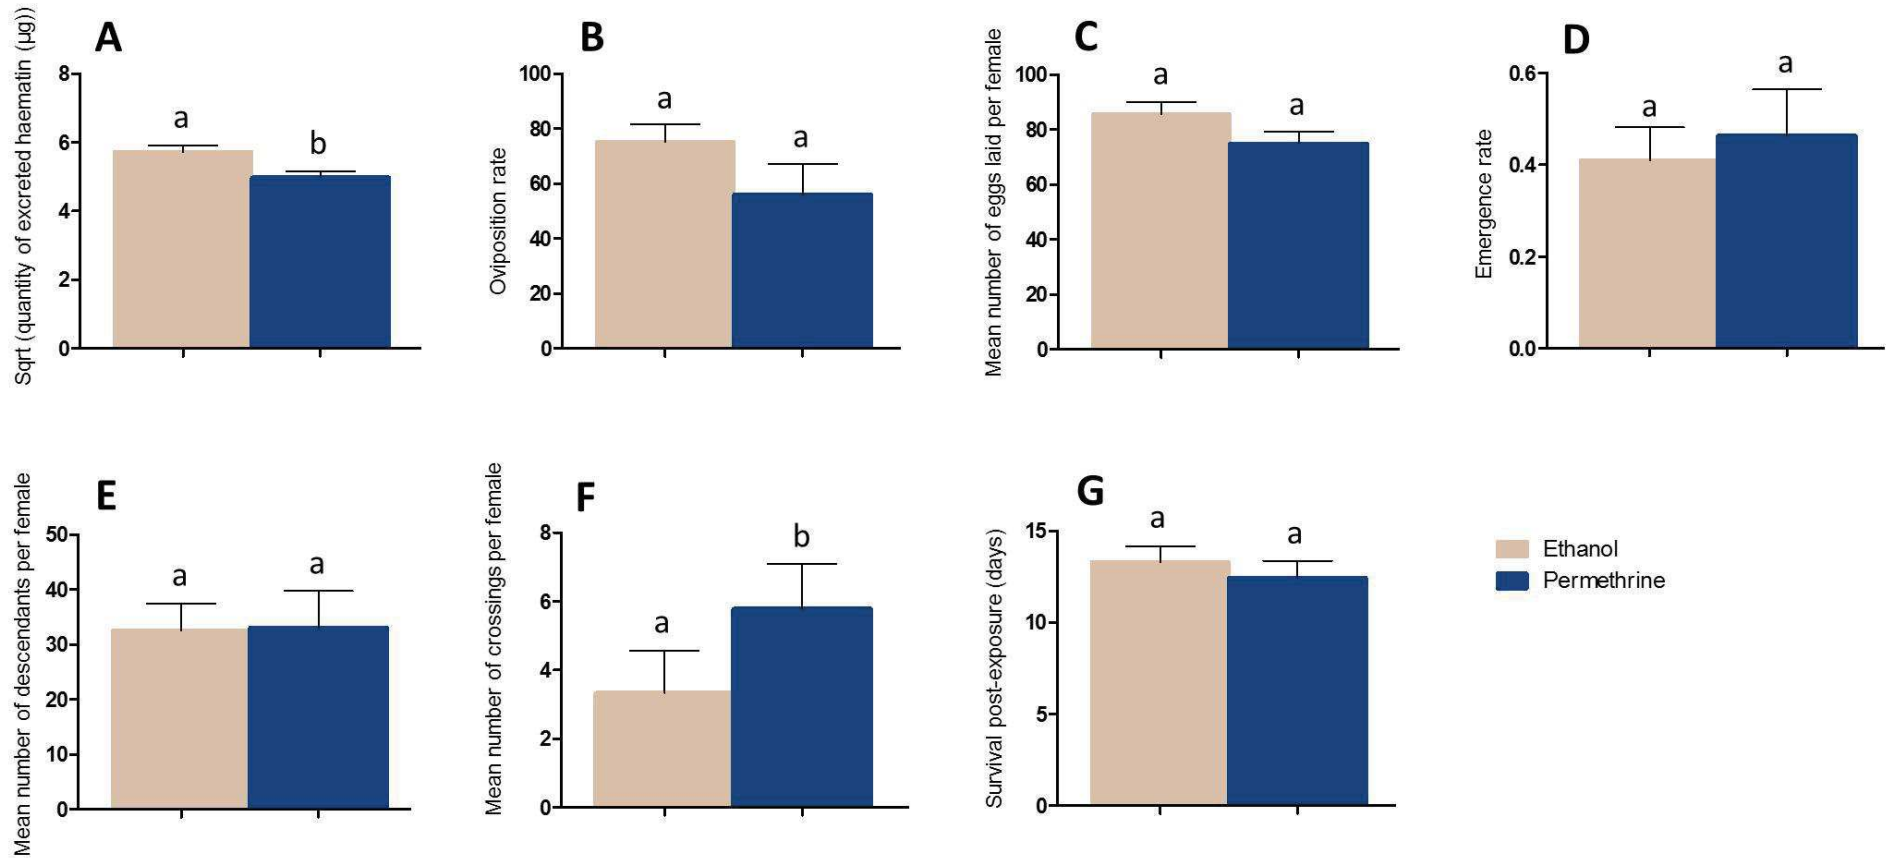 A
Sqrt (quantity of excreted haematin (µg))
8
6
4
2
0
a
b
B
Oviposition rate
100
80
60
40
20
0
a
a
C
Mean number of eggs laid per female
100
80
60
40
20
0
a
a
D
Emergence rate
0.6
0.4
0.2
0.0
a
a
E
Mean number of descendants per female
50
40
30
20
10
0
a
a
F
Mean number of crossings per female
8
6
4
2
0
a
b
G
Survival post-exposure (days)
15
10
5
0
a
a
Ethanol
Permethrine